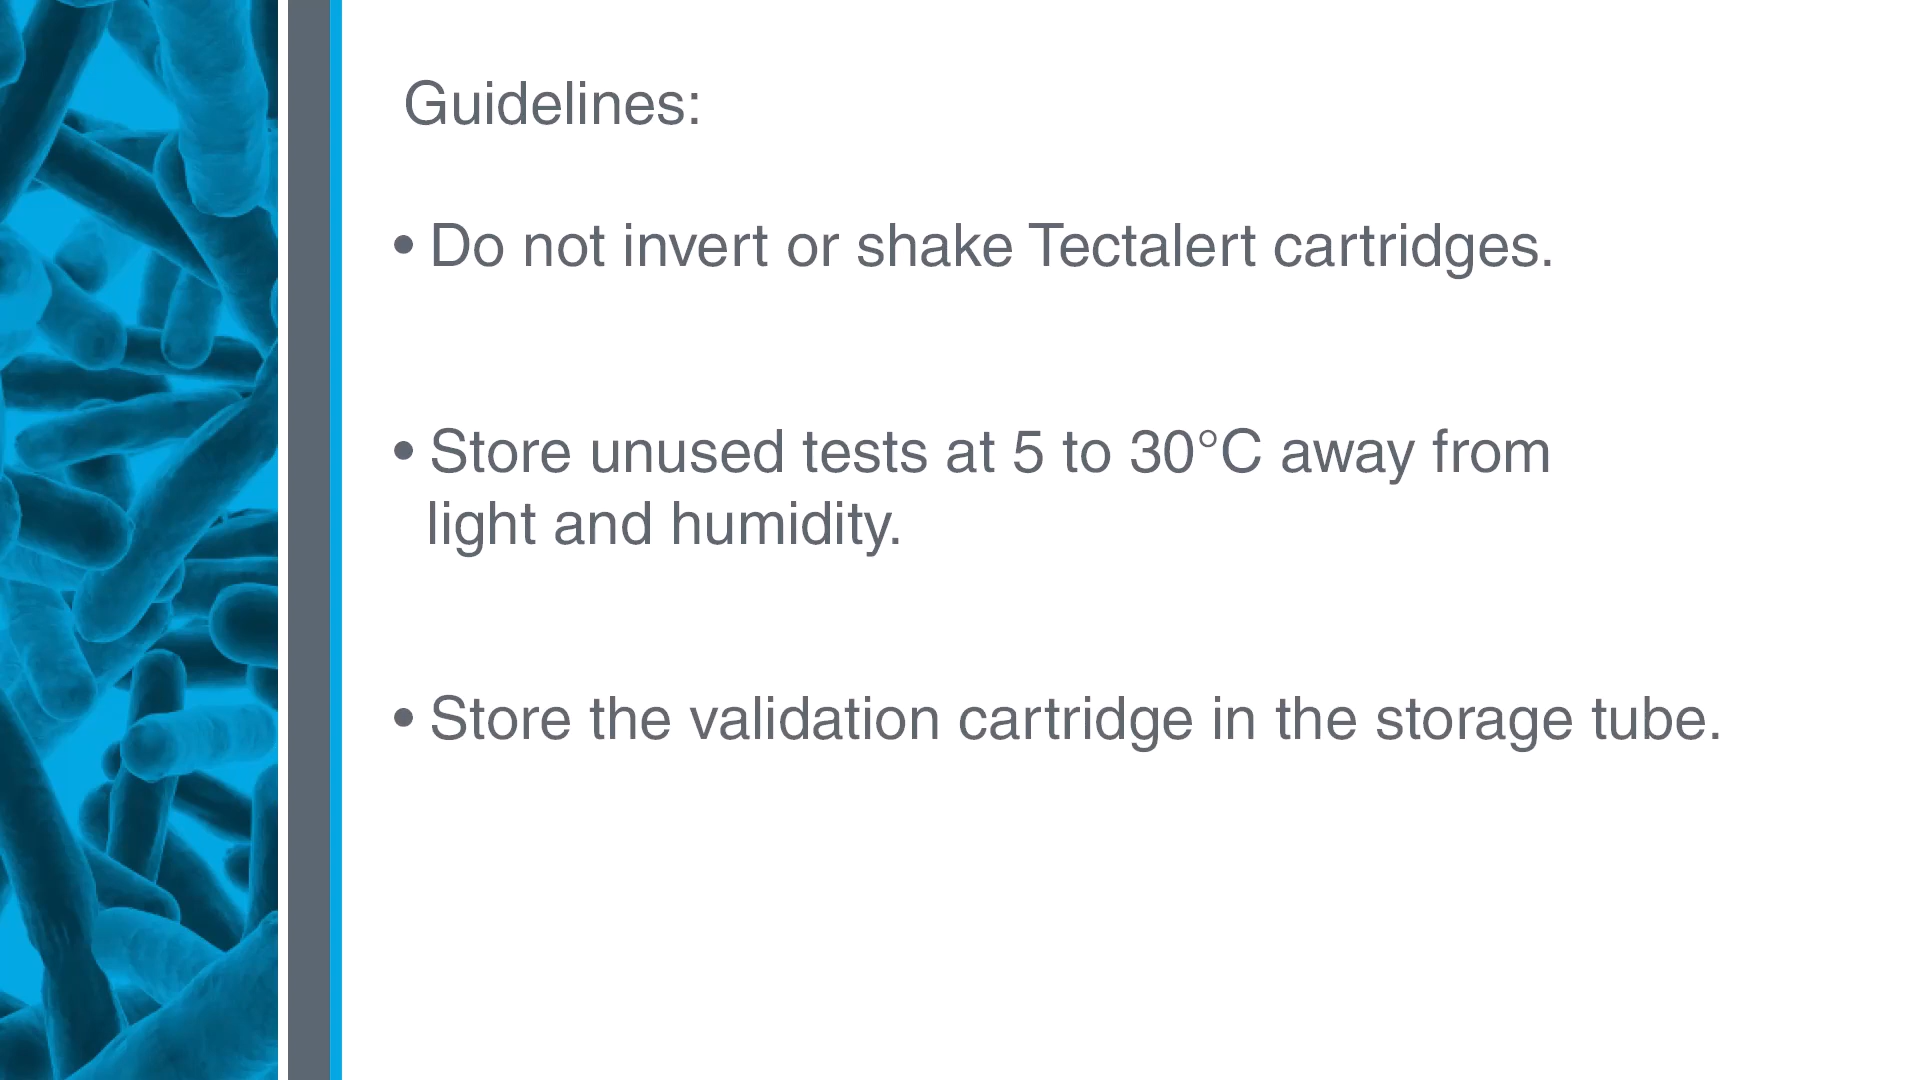 Guidelines:
• Do not invert or shake Tectalert cartridges.
• Store unused tests at 5 to 30°C away from
light and humidity.
• Store the validation cartridge in the storage tube.